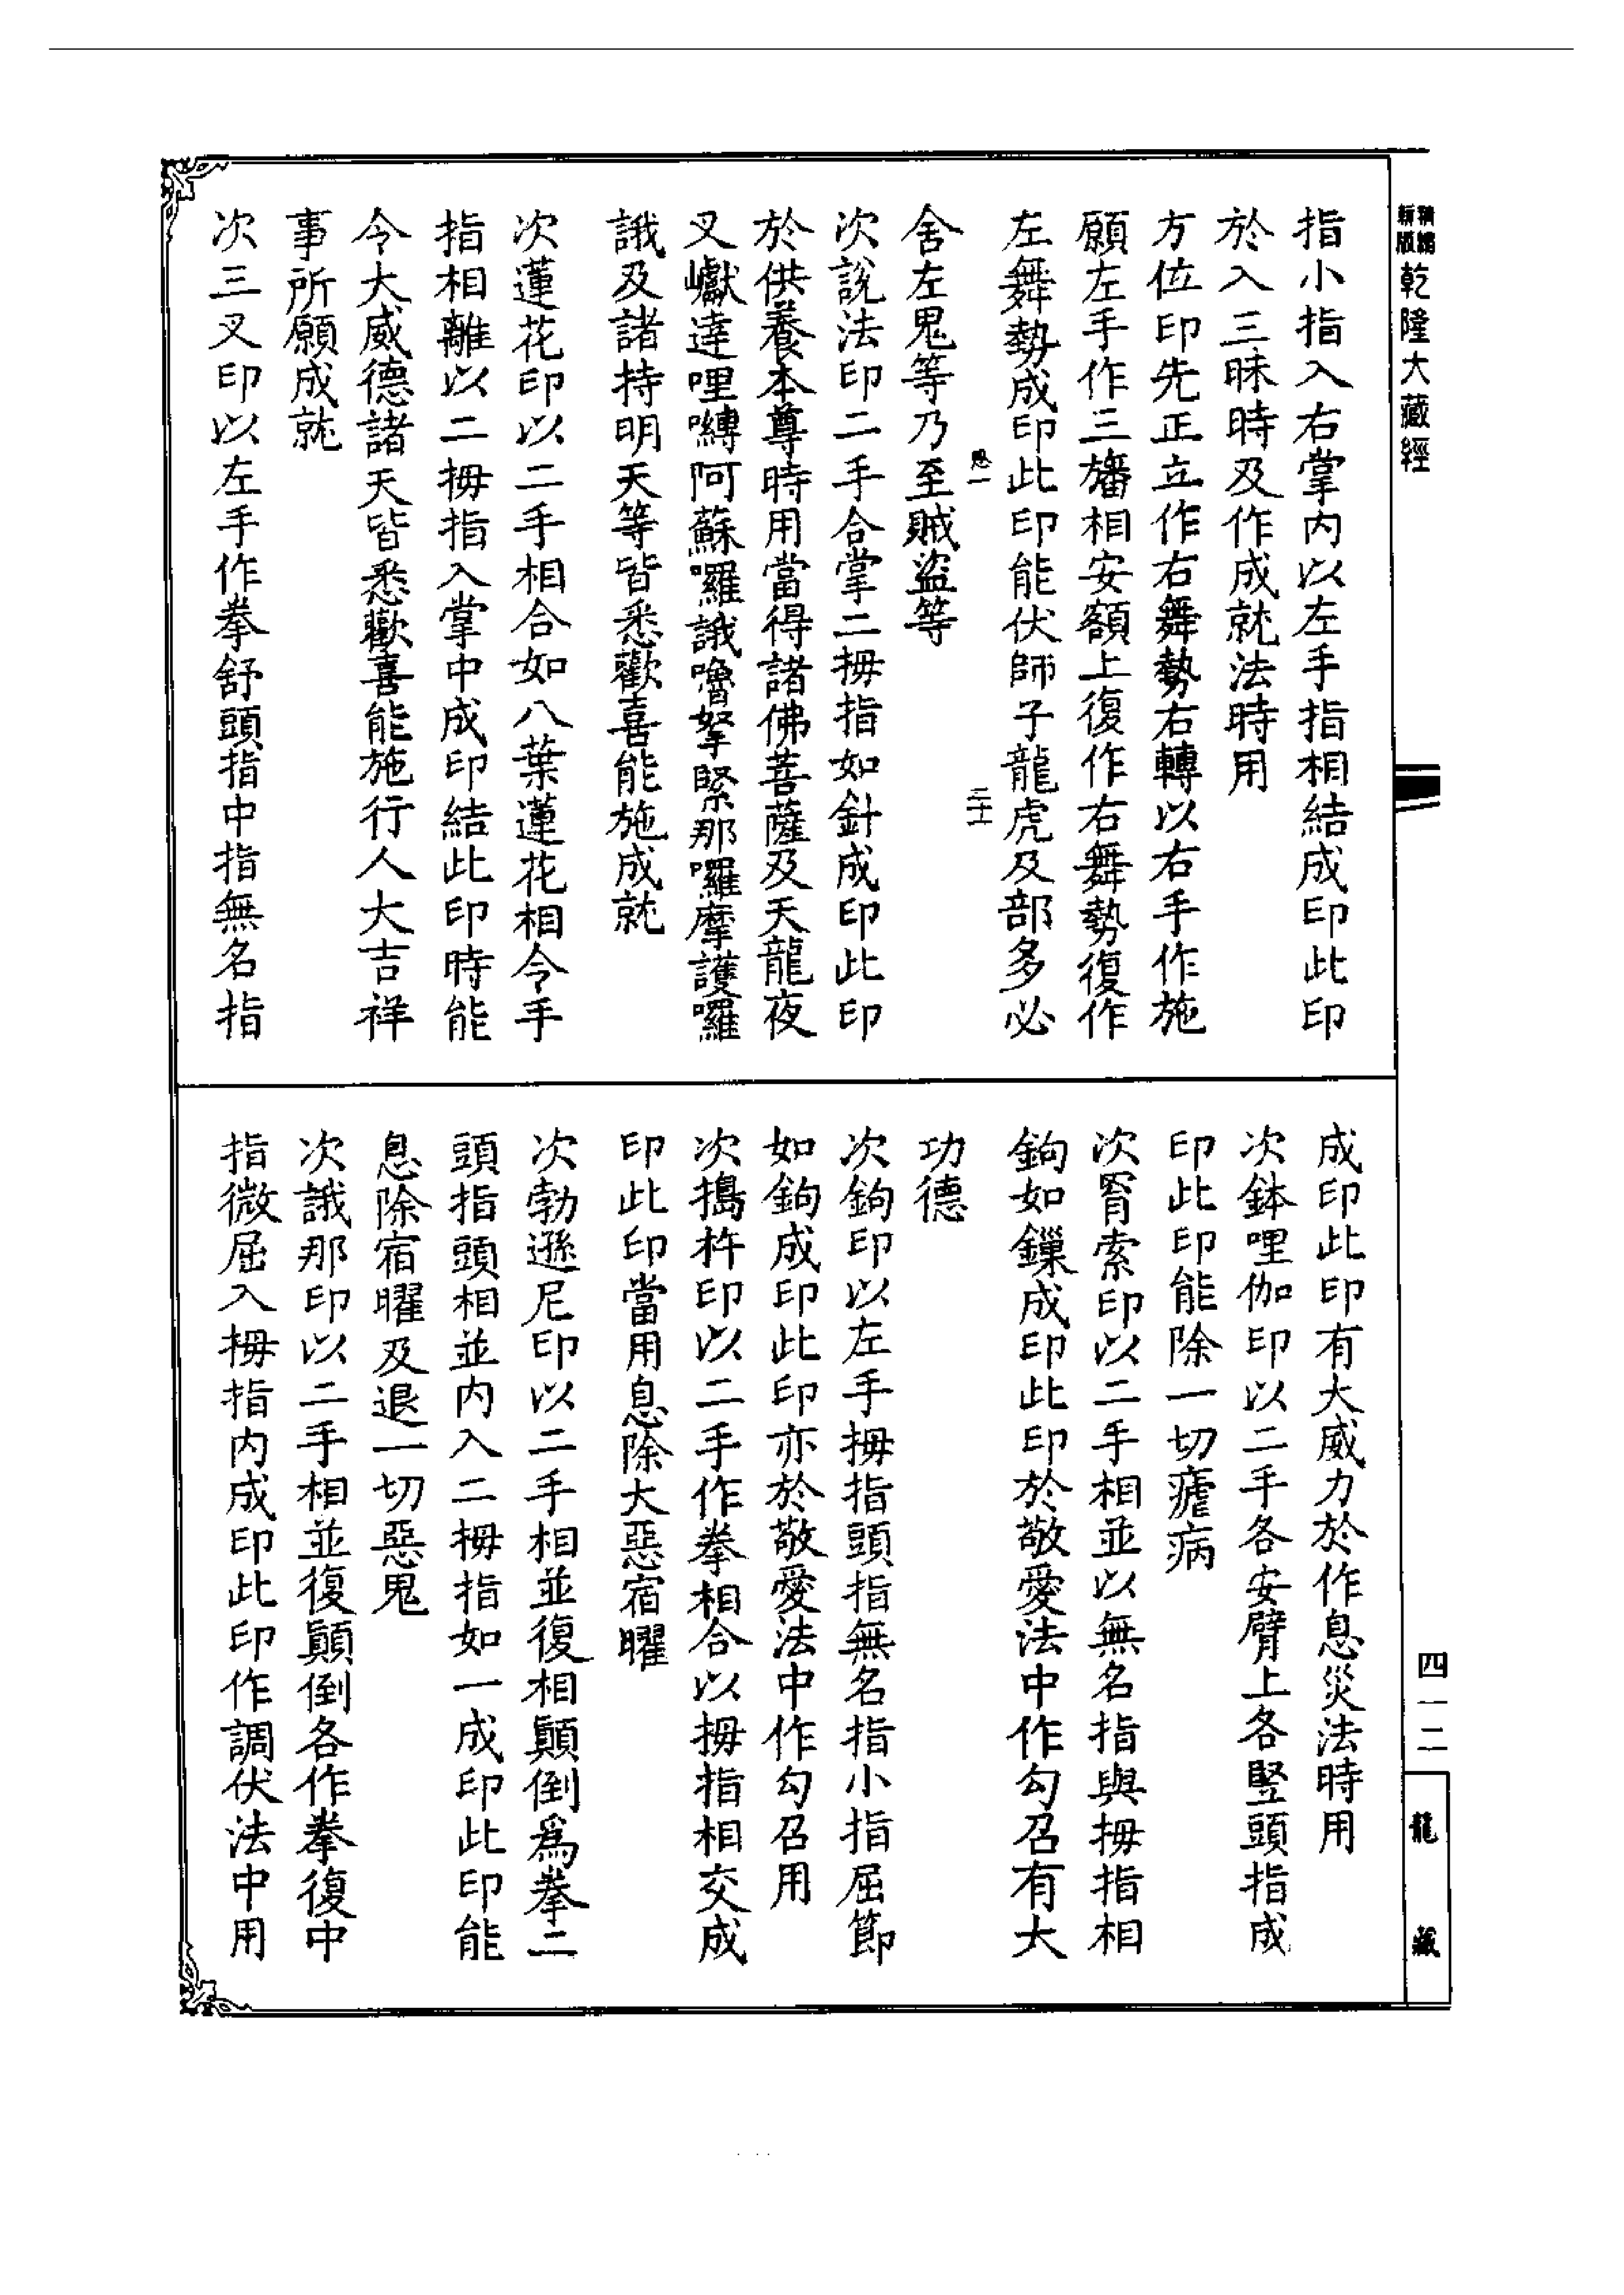 精編新版乾隆大藏經
指小指入右掌內以左手指相結成印此印
於入三昧時及作成就法時用
方位印先正立作右舞勢右轉以右手作施
願左手作三旛相安額上復作右舞勢復作
左舞勢成印此印能伏師子龍虎及部多必
舍左鬼等乃至賊盜等
次說法印二手合掌二拇指如針成印此印
於供養本尊時用當得諸佛菩薩及天龍夜
叉巘達哩嚩阿蘇囉誐嚕拏緊那囉摩護囉
誐及諸持明天等皆悉歡喜能施成就
次蓮花印以二手相合如八葉蓮花相令手
指相離以二拇指入掌中成印結此印時能
令大威德諸天皆悉歡喜能施行人大吉祥
事所願成就
次三叉印以左手作拳舒頭指中指無名指
成印此印有大威力於作息災法時用
次鉢哩伽印以二手各安臂上各竪頭指成
印此印能除一切瘧病
次罥索印以二手相並以無名指與拇指相
鉤如鏁成印此印於敬愛法中作勾召有大
功德
次鉤印以左手拇指頭指無名指小指屈節
如鉤成印此印亦於敬愛法中作勾召用
次擣杵印以二手作拳相合以拇指相交成
印此印當用息除大惡宿曜
次勃遜尼印以二手相並復相顛倒爲拳二
頭指頭相並內入二拇指如一成印此印能
息除宿曜及退一切惡鬼
次誐那印以二手相並復顛倒各作拳復中
指微屈入拇指內成印此印作調伏法中用
四一二
龍藏